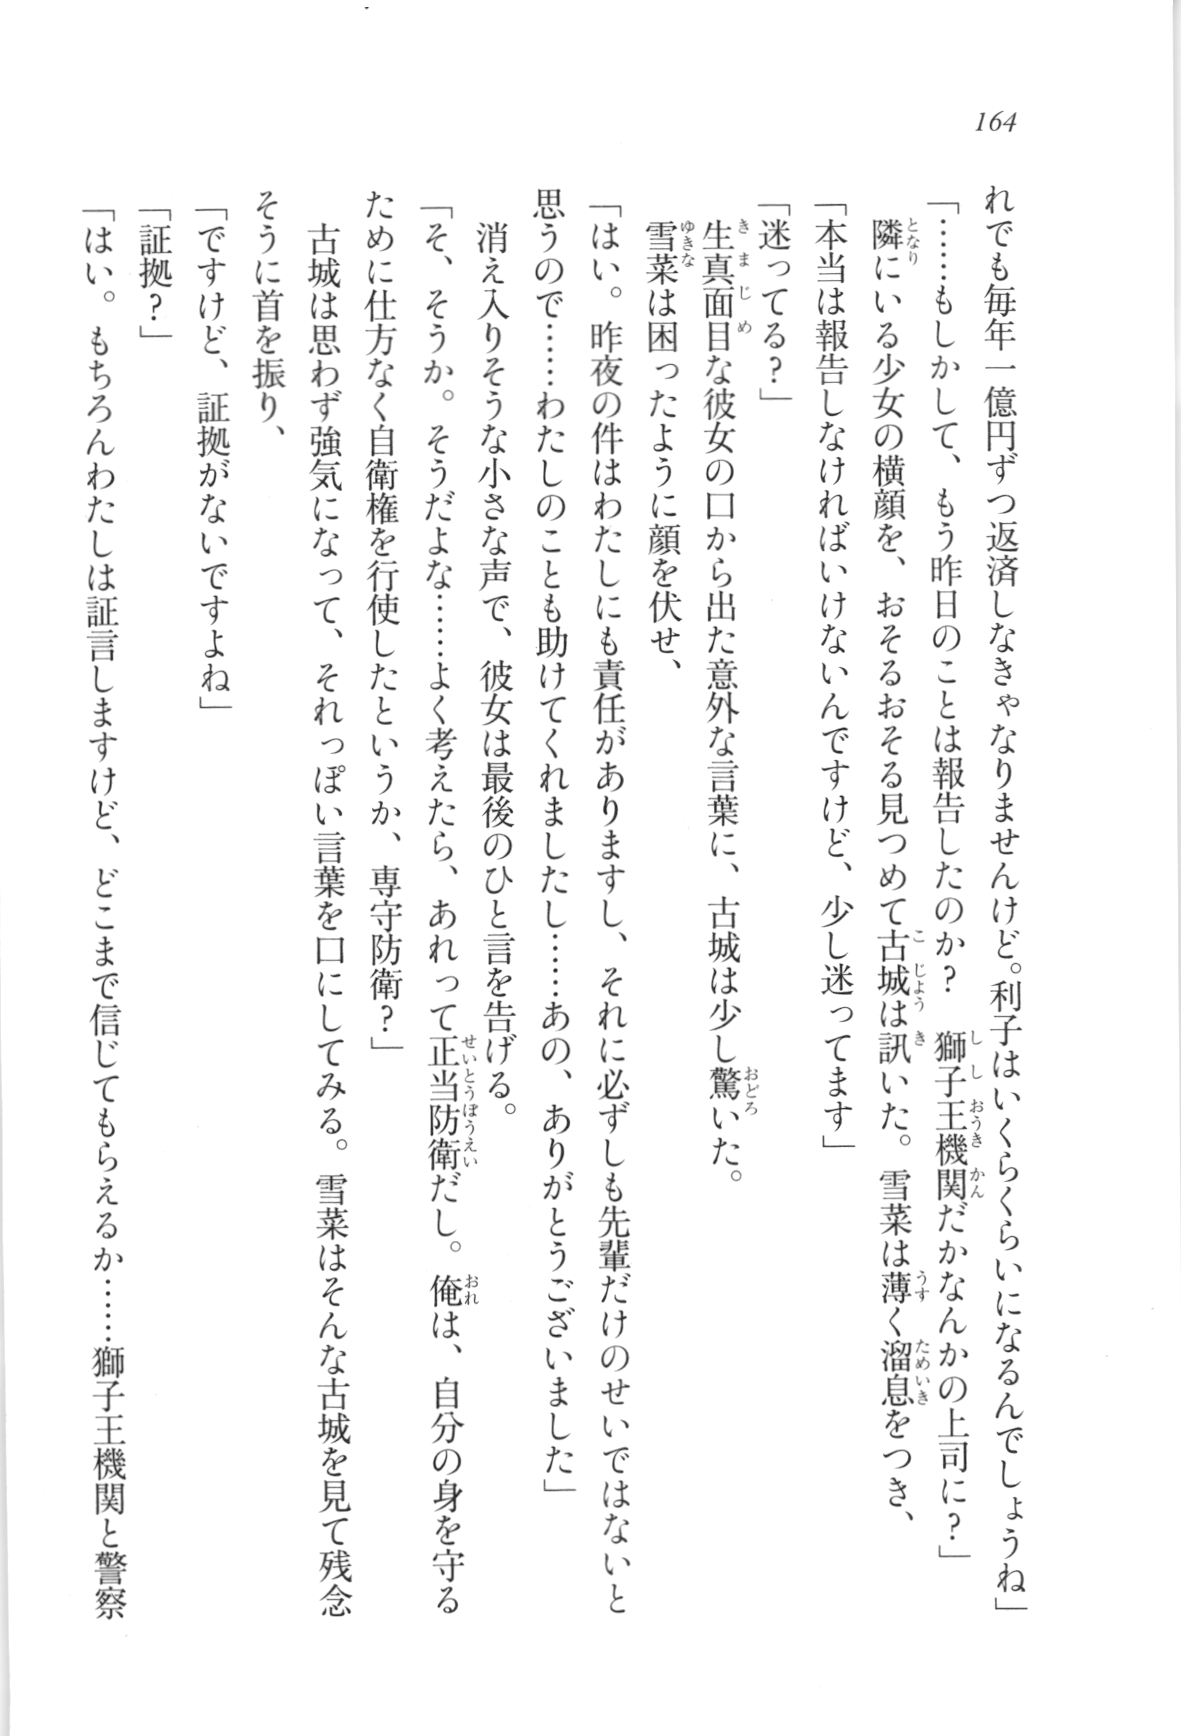 164
れでも毎年一億円ずつ返済しなきゃなりませんけど。利子はいくらくらいになるんでしょうね」
「……もしかして、もう昨日のことは報告したのか？　獅子王機関だかなんかの上司に？」
　隣にいる少女の横顔を、おそるおそる見つめて古城は訊いた。雪菜は薄く溜息をつき、
「本当は報告しなければいけないんですけど、少し迷ってます」
「迷ってる？」
　生真面目な彼女の口から出た意外な言葉に、古城は少し驚いた。
　雪菜は困ったように顔を伏せ、
「はい。昨夜の件はわたしにも責任がありますし、それに必ずしも先輩だけのせいではないと
思うので……わたしのことも助けてくれましたし……あの、ありがとうございました」
　消え入りそうな小さな声で、彼女は最後のひと言を告げる。
「そ、そうか。そうだよな……よく考えたら、あれって正当防衛だし。俺は、自分の身を守る
ために仕方なく自衛権を行使したというか、専守防衛？」
　古城は思わず強気になって、それっぽい言葉を口にしてみる。雪菜はそんな古城を見て残念
そうに首を振り、
「ですけど、証拠がないですよね」
「証拠？」
「はい。もちろんわたしは証言しますけど、どこまで信じてもらえるか……獅子王機関と警察